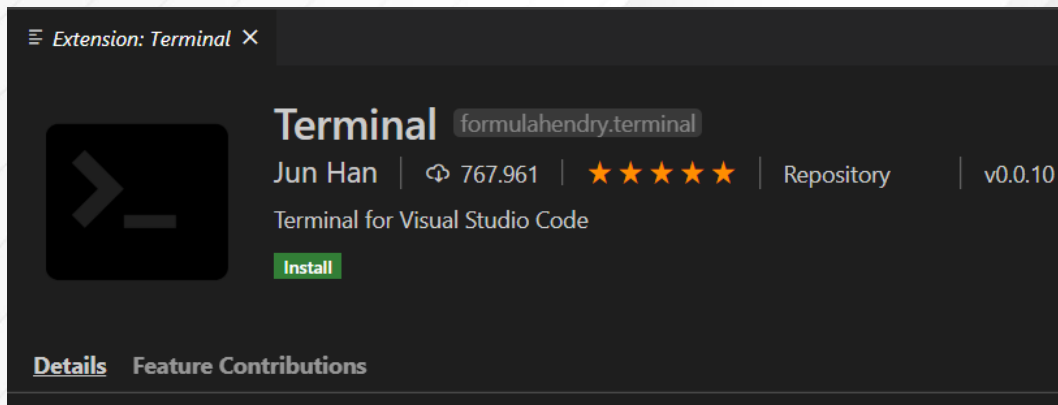 Extension: Terminal
Terminal formulahendry.terminal
Jun Han 767.961 Repository v0.0.10
Terminal for Visual Studio Code
Install
Details Feature Contributions